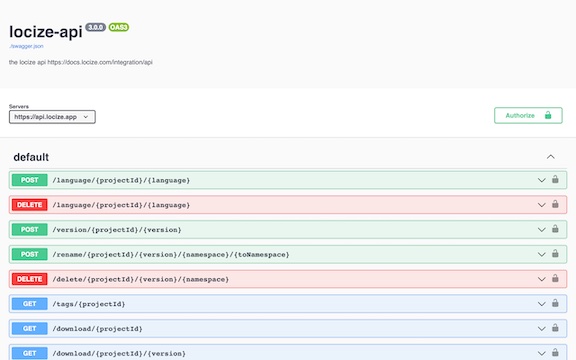 locize-api 3.0.0 OAS3
./swagger.json
the locize api https://docs.locize.com/integration/api
Servers
https://api.locize.app
Authorize
default
POST /language/{projectId}/{language}
DELETE /language/{projectId}/{language}
POST /version/{projectId}/{version}
POST /rename/{projectId}/{version}/{namespace}/{toNamespace}
DELETE /delete/{projectId}/{version}/{namespace}
GET /tags/{projectId}
GET /download/{projectId}
GET /download/{projectId}/{version}